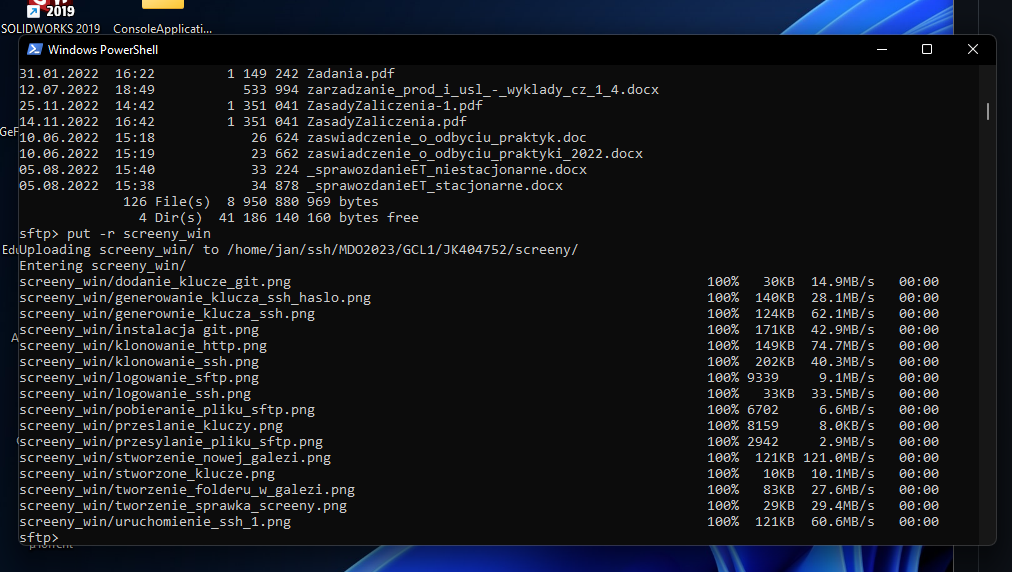 2019
SOLIDWORKS 2019 ConsoleApplicati...
Windows PowerShell
31.01.2022  16:22         1 149 242 Zadania.pdf
12.07.2022  18:49           533 994 zarzadzanie_prod_i_usl_-_wyklady_cz_1_4.docx
25.11.2022  14:42         1 351 041 ZasadyZaliczenia-1.pdf
14.11.2022  16:42         1 351 041 ZasadyZaliczenia.pdf
10.06.2022  15:18            26 624 zaswiadczenie_o_odbyciu_praktyk.doc
10.06.2022  15:19            23 662 zaswiadczenie_o_odbyciu_praktyki_2022.docx
05.08.2022  15:40            33 224 _sprawozdanieET_niestacjonarne.docx
05.08.2022  15:38            34 878 _sprawozdanieET_stacjonarne.docx
126 File(s)  8 950 880 969 bytes
4 Dir(s)  41 186 140 160 bytes free
sftp> put -r screeny_win
Uploading screeny_win/ to /home/jan/ssh/MDO2023/GCL1/JK404752/screeny/
Entering screeny_win/
screeny_win/dodanie_klucze_git.png 100% 30KB 14.9MB/s 00:00
screeny_win/generowanie_klucza_ssh_haslo.png 100% 140KB 28.1MB/s 00:00
screeny_win/generownie_klucza_ssh.png 100% 124KB 62.1MB/s 00:00
screeny_win/instalacja git.png 100% 171KB 42.9MB/s 00:00
screeny_win/klonowanie_http.png 100% 149KB 74.7MB/s 00:00
screeny_win/klonowanie_ssh.png 100% 202KB 40.3MB/s 00:00
screeny_win/logowanie_sftp.png 100% 9339 9.1MB/s 00:00
screeny_win/logowanie_ssh.png 100% 33KB 33.5MB/s 00:00
screeny_win/pobieranie_pliku_sftp.png 100% 6702 6.6MB/s 00:00
screeny_win/przeslanie_kluczy.png 100% 8159 8.0KB/s 00:00
screeny_win/przesylanie_pliku_sftp.png 100% 2942 2.9MB/s 00:00
screeny_win/stworzenie_nowej_galezi.png 100% 121KB 121.0MB/s 00:00
screeny_win/stworzone_klucze.png 100% 10KB 10.1MB/s 00:00
screeny_win/tworzenie_folderu_w_galezi.png 100% 83KB 27.6MB/s 00:00
screeny_win/tworzenie_sprawka_screeny.png 100% 29KB 29.4MB/s 00:00
screeny_win/uruchomienie_ssh_1.png 100% 121KB 60.6MB/s 00:00
sftp>